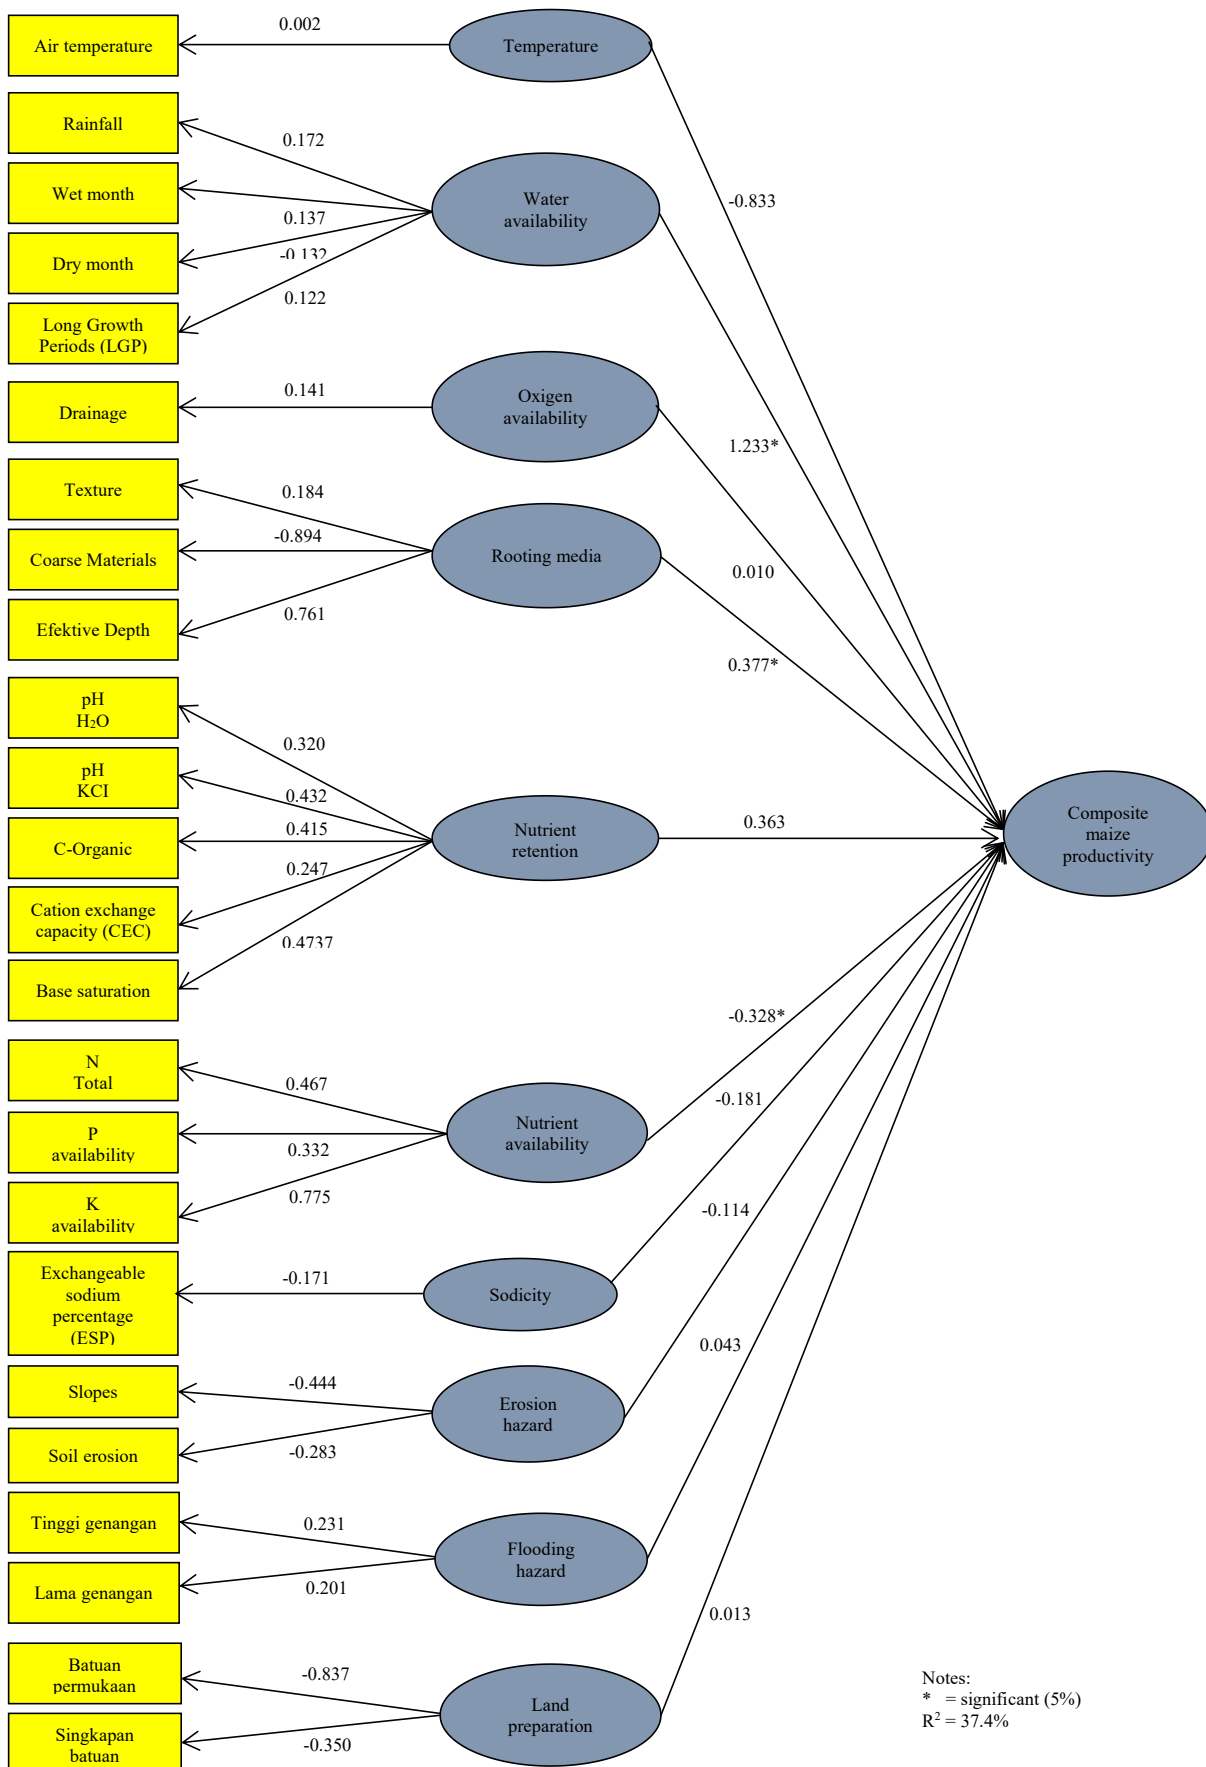 Air temperature
0.002
Temperature
Rainfall
0.172
Wet month
0.137
Water
availability
-0.833
Dry month
-0.132
Long Growth
Periods (LGP)
0.122
Drainage
0.141
Oxigen
availability
1.233*
Texture
0.184
Coarse Materials
-0.894
Rooting media
0.010
Efektive Depth
0.761
0.377*
pH
H₂O
0.320
pH
KCI
0.432
C-Organic
0.415
Nutrient
retention
0.363
Composite
maize
productivity
Cation exchange
capacity (CEC)
0.247
Base saturation
0.4737
-0.328*
N
Total
0.467
-0.181
P
availability
0.332
Nutrient
availability
K
availability
0.775
-0.114
Exchangeable
sodium
percentage
(ESP)
-0.171
Sodicity
0.043
Slopes
-0.444
Erosion
hazard
Soil erosion
-0.283
Tinggi genangan
0.231
Flooding
hazard
Lama genangan
0.201
0.013
Batuan
permukaan
-0.837
Land
preparation
Singkapan
batuan
-0.350
Notes:
* = significant (5%)
R² = 37.4%